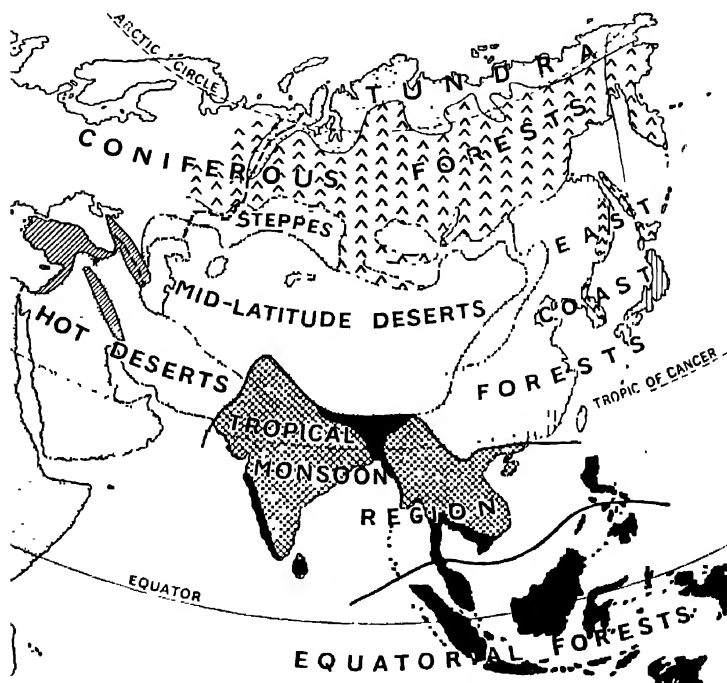 ARCTIC CIRCLE
TUNDRA
CONIFEROUS FORESTS
STEPPES
EAST
COAST
FORESTS
MID-LATITUDE DESERTS
HOT DESERTS
TROPIC OF CANCER
TROPICAL
MONSOON
REGION
EQUATOR
EQUATORIAL FORESTS